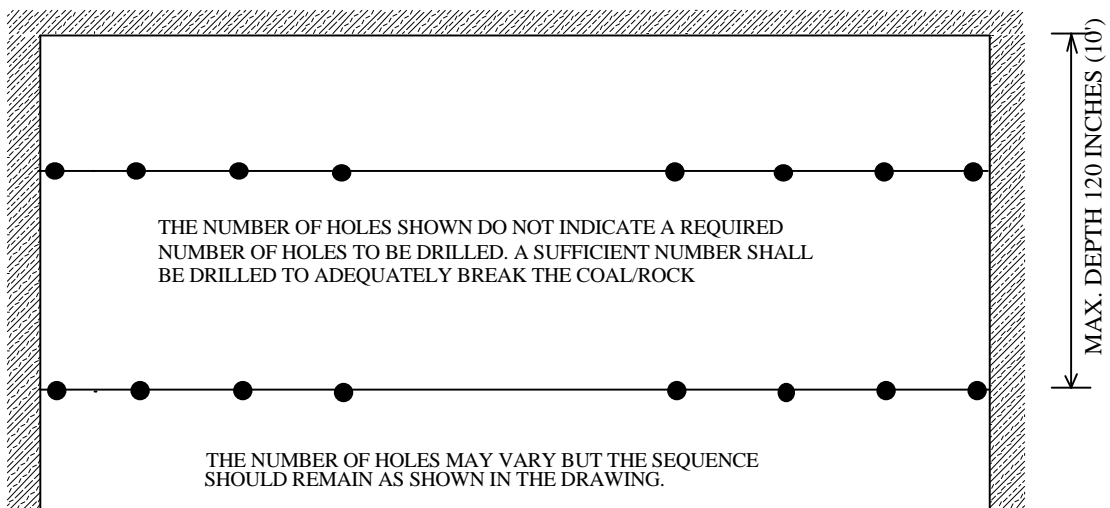 THE NUMBER OF HOLES SHOWN DO NOT INDICATE A REQUIRED
NUMBER OF HOLES TO BE DRILLED. A SUFFICIENT NUMBER SHALL
BE DRILLED TO ADEQUATELY BREAK THE COAL/ROCK
THE NUMBER OF HOLES MAY VARY BUT THE SEQUENCE
SHOULD REMAIN AS SHOWN IN THE DRAWING.
MAX. DEPTH 120 INCHES (10')